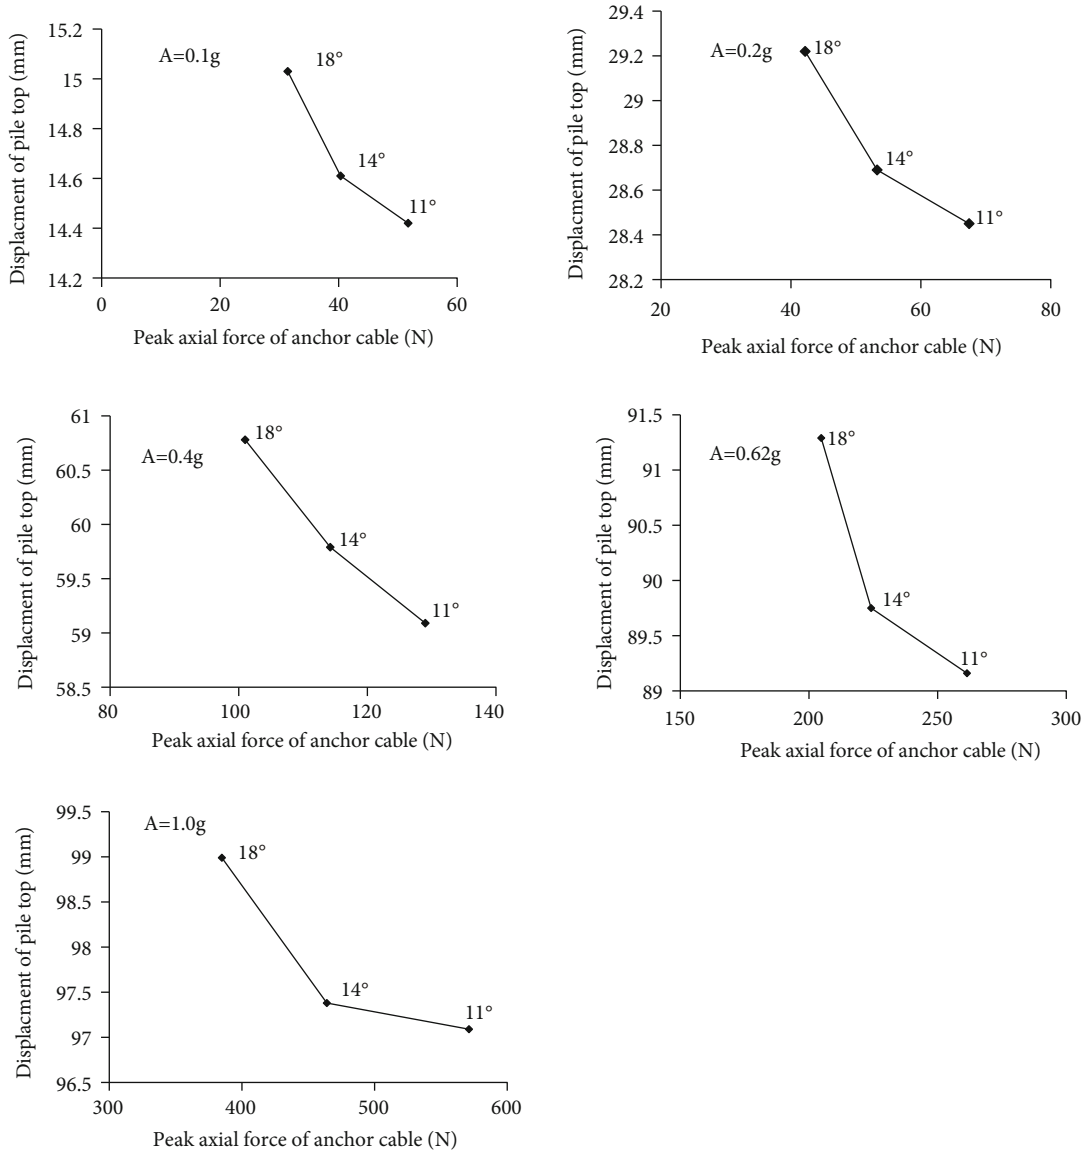 Displacment of pile top (mm)
15.2
15
14.8
14.6
14.4
14.2
A=0.1g
18°
14°
11°
0 20 40 60
Peak axial force of anchor cable (N)
Displacment of pile top (mm)
29.4
29.2
29
28.8
28.6
28.4
28.2
A=0.2g
18°
14°
11°
20 40 60 80
Peak axial force of anchor cable (N)
Displacment of pile top (mm)
61
60.5
60
59.5
59
58.5
A=0.4g
18°
14°
11°
80 100 120 140
Peak axial force of anchor cable (N)
Displacment of pile top (mm)
91.5
91
90.5
90
89.5
89
A=0.62g
18°
14°
11°
150 200 250 300
Peak axial force of anchor cable (N)
Displacment of pile top (mm)
99.5
99
98.5
98
97.5
97
96.5
A=1.0g
18°
14°
11°
300 400 500 600
Peak axial force of anchor cable (N)